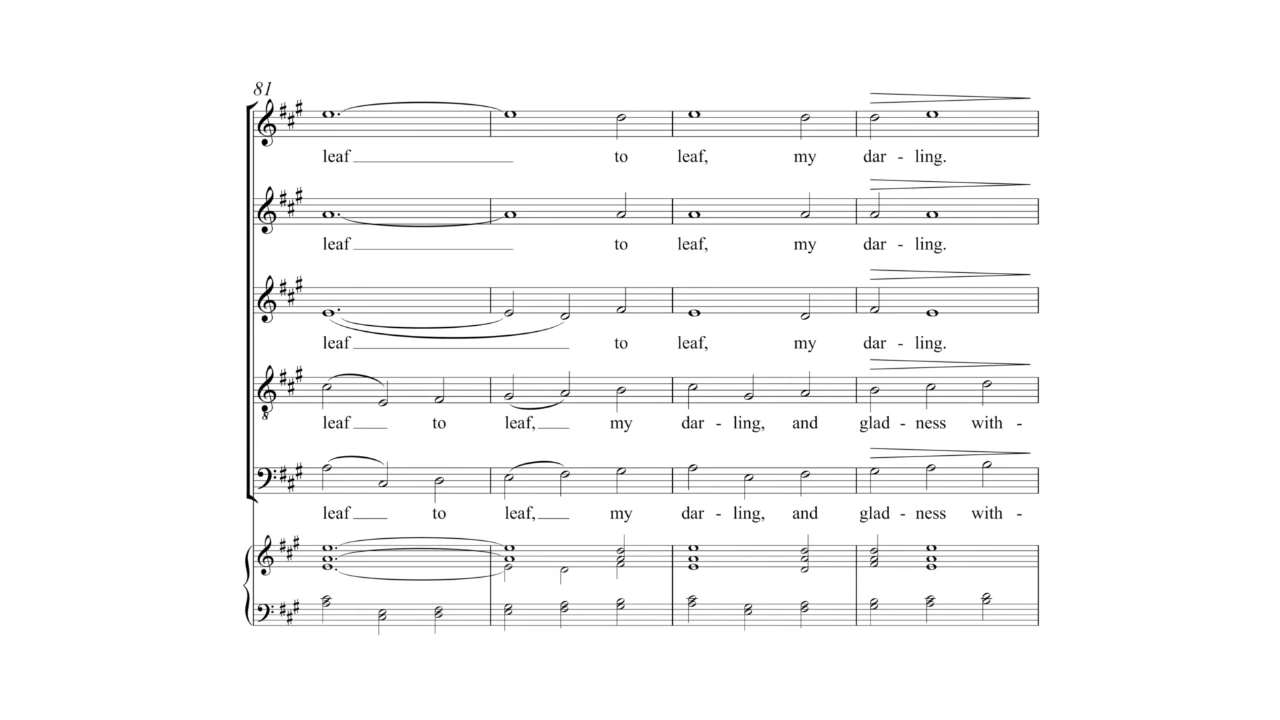 81
leaf to leaf, my dar - ling.
leaf to leaf, my dar - ling.
leaf to leaf, my dar - ling.
8
leaf to leaf, my dar - ling, and glad - ness with -
leaf to leaf, my dar - ling, and glad - ness with -